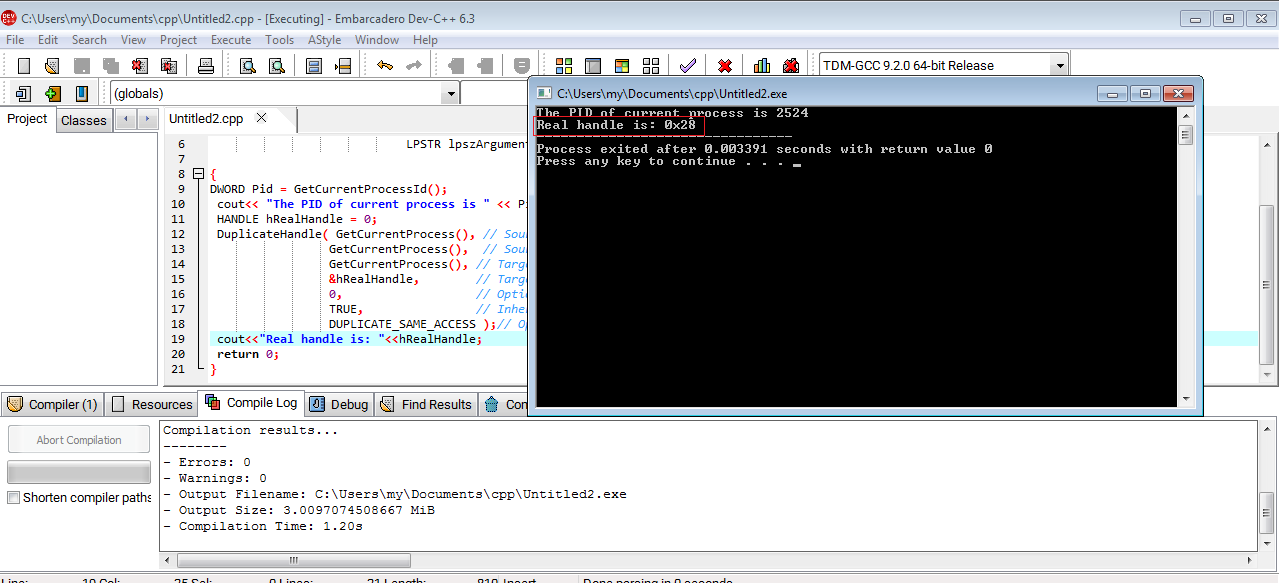 C:\Users\my\Documents\cpp\Untitled2.cpp - [Executing] - Embarcadero Dev-C++ 6.3
File Edit Search View Project Execute Tools AStyle Window Help
TDM-GCC 9.2.0 64-bit Release
(globals)
Project Classes
Untitled2.cpp
6 LPSTR lpszArgument
7
8 {
9 DWORD Pid = GetCurrentProcessId();
10 cout<< "The PID of current process is " << P
11 HANDLE hRealHandle = 0;
12 DuplicateHandle( GetCurrentProcess(), // Sou
13 GetCurrentProcess(), // Sou
14 GetCurrentProcess(), // Targ
15 &hRealHandle, // Targ
16 0, // Opti
17 TRUE, // Inhe
18 DUPLICATE_SAME_ACCESS );// O
19 cout<<"Real handle is: "<<hRealHandle;
20 return 0;
21 }
C:\Users\my\Documents\cpp\Untitled2.exe
The PID of current process is 2524
Real handle is: 0x28
--------------------------------
Process exited after 0.003391 seconds with return value 0
Press any key to continue . . .
Compiler (1) Resources Compile Log Debug Find Results Con
Abort Compilation
Shorten compiler paths
Compilation results...
--------
- Errors: 0
- Warnings: 0
- Output Filename: C:\Users\my\Documents\cpp\Untitled2.exe
- Output Size: 3.0097074508667 MiB
- Compilation Time: 1.20s
Line: 10 Col: 25 Sel: 0 Lines: 21 Length: 810 Insert Done parsing in 0 seconds